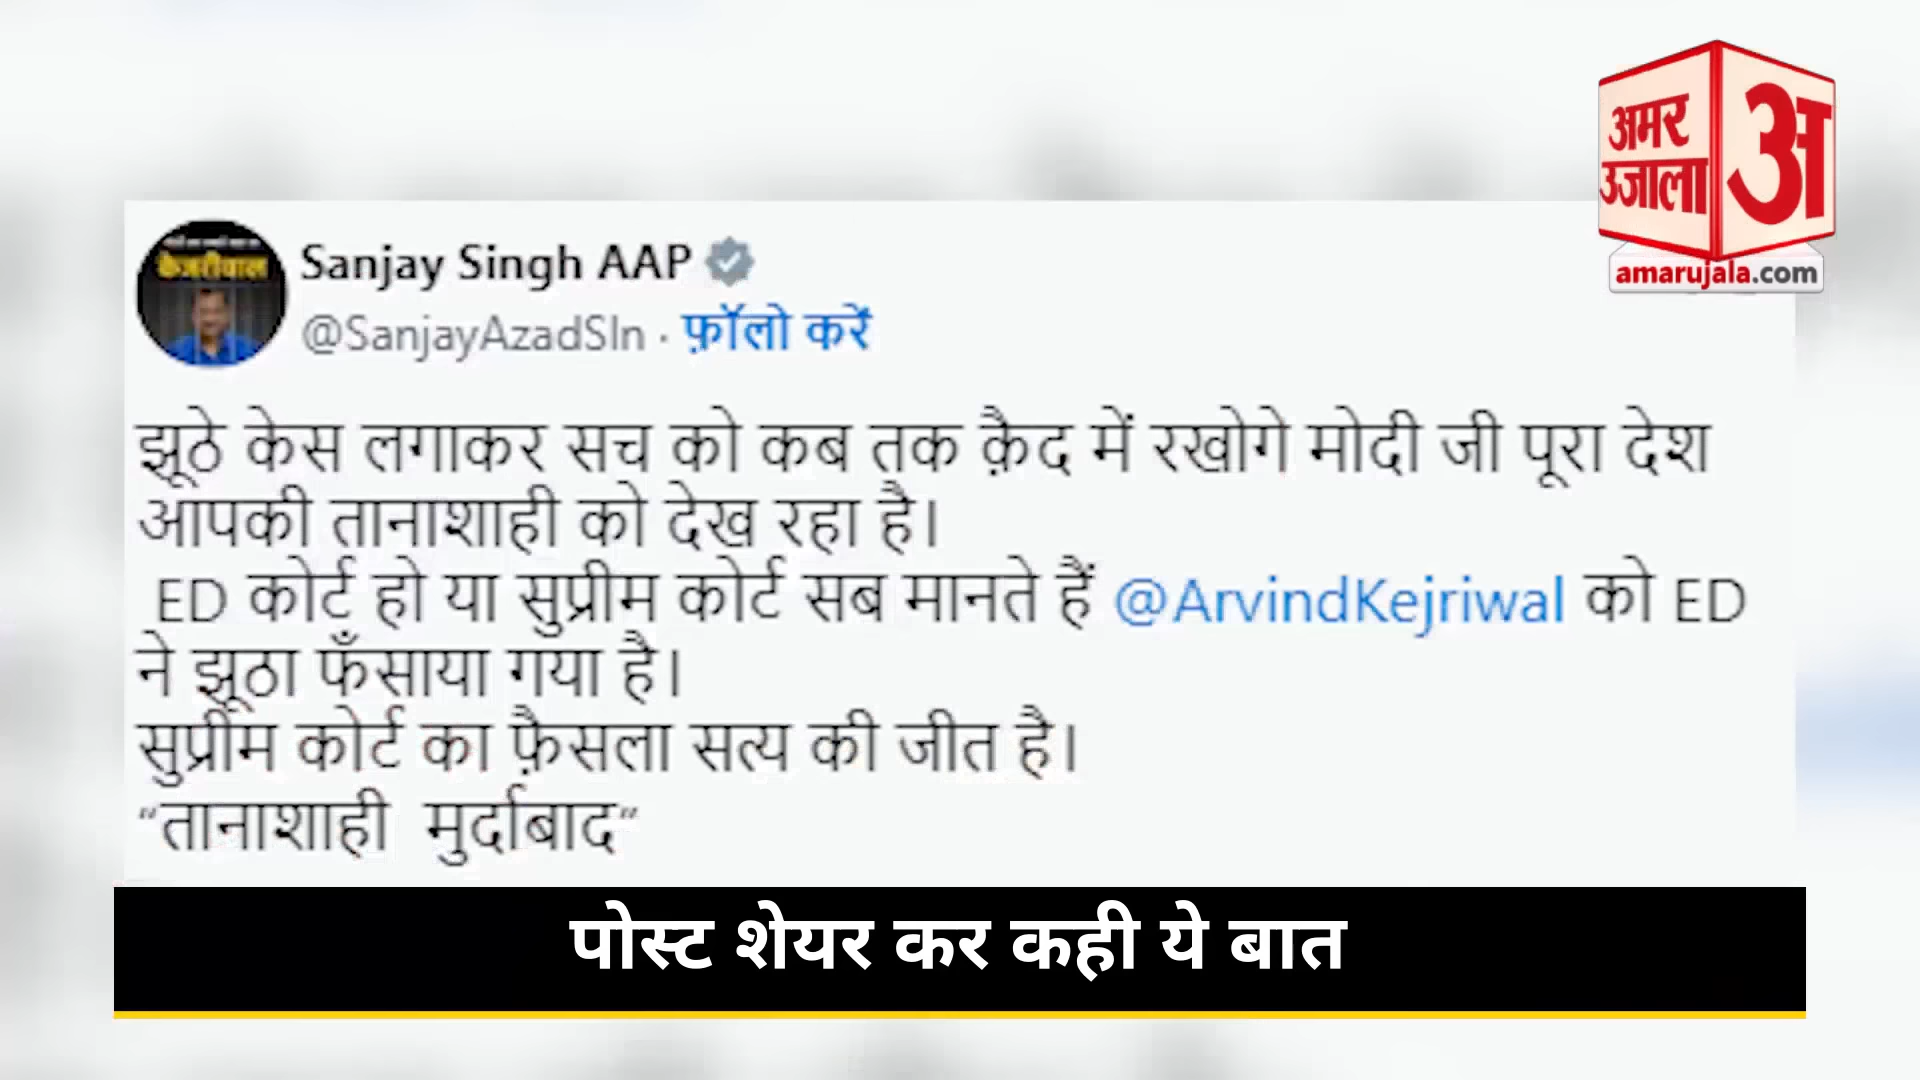 अमर
उजाला
अ
amarujala.com
केजरीवाल
Sanjay Singh AAP
@SanjayAzadSln · फ़ॉलो करें
झूठे केस लगाकर सच को कब तक क़ैद में रखोगे मोदी जी पूरा देश
आपकी तानाशाही को देख रहा है।
ED कोर्ट हो या सुप्रीम कोर्ट सब मानते हैं @ArvindKejriwal को ED
ने झूठा फँसाया गया है।
सुप्रीम कोर्ट का फ़ैसला सत्य की जीत है।
“तानाशाही मुर्दाबाद”
पोस्ट शेयर कर कही ये बात